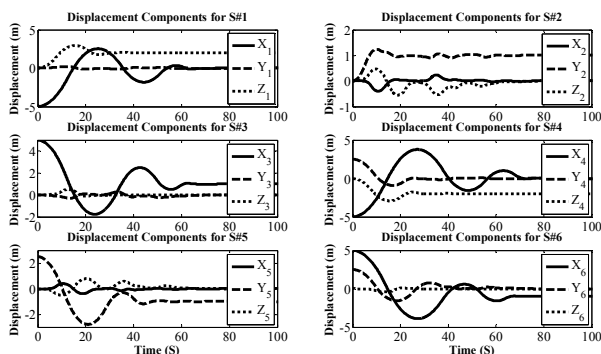 Displacement Components for S#1
Displacement (m)
5
0
-5
0 20 40 60 80 100
X1
Y1
Z1
Displacement Components for S#2
Displacement (m)
2
1
0
-1
0 20 40 60 80 100
X2
Y2
Z2
Displacement Components for S#3
Displacement (m)
4
2
0
-2
0 20 40 60 80 100
X3
Y3
Z3
Displacement Components for S#4
Displacement (m)
5
0
-5
0 20 40 60 80 100
X4
Y4
Z4
Displacement Components for S#5
Displacement (m)
2
0
-2
0 20 40 60 80 100
X5
Y5
Z5
Time (S)
Displacement Components for S#6
Displacement (m)
5
0
-5
0 20 40 60 80 100
X6
Y6
Z6
Time (S)